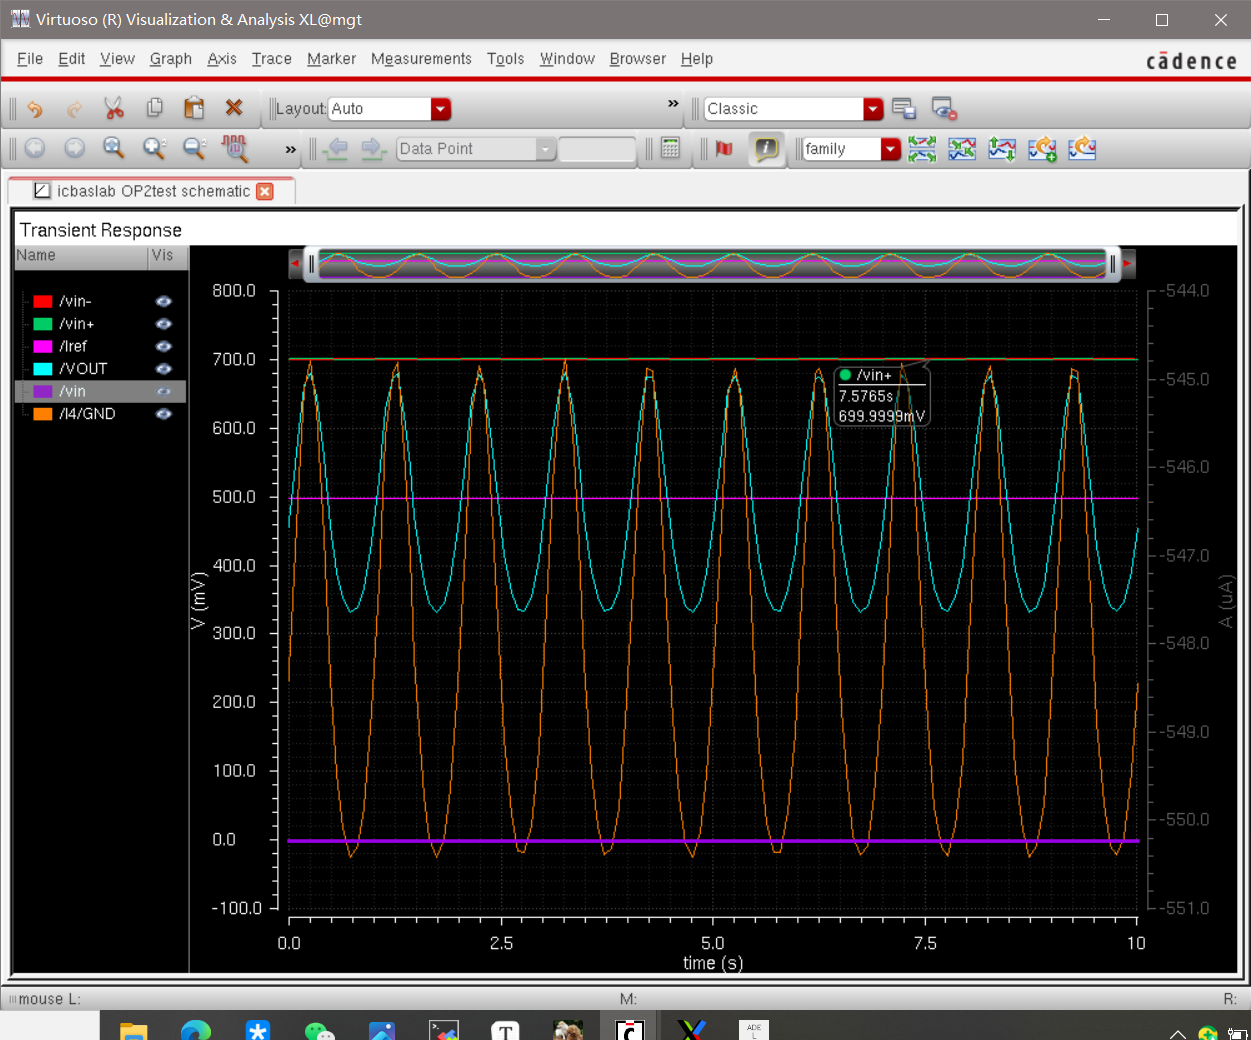 Virtuoso (R) Visualization & Analysis XL@mgt
File Edit View Graph Axis Trace Marker Measurements Tools Window Browser Help
cādence
Layout: Auto
»
Classic
»
Data Point
family
icbaslab OP2test schematic
Transient Response
Name Vis
/vin-
/vin+
/Iref
/VOUT
/vin
/I4/GND
800.0
700.0
600.0
500.0
400.0
300.0
200.0
100.0
0.0
-100.0
V (mV)
/vin+
7.5765s
699.9999mV
-544.0
-545.0
-546.0
-547.0
-548.0
-549.0
-550.0
-551.0
A (uA)
0.0 2.5 5.0 7.5 10
time (s)
mouse L: M: R:
T
C
ADE
L